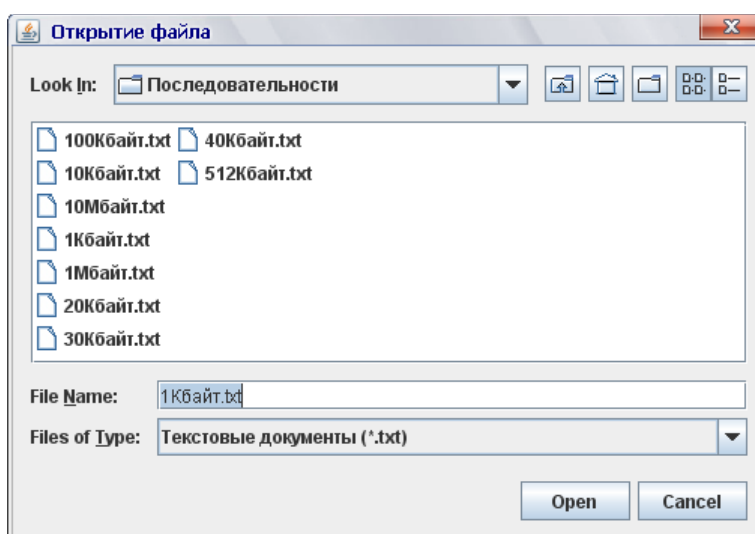 Открытие файла
Look In: Последовательности
100Кбайт.txt 40Кбайт.txt
10Кбайт.txt 512Кбайт.txt
10Мбайт.txt
1Кбайт.txt
1Мбайт.txt
20Кбайт.txt
30Кбайт.txt
File Name: 1Кбайт.txt
Files of Type: Текстовые документы (*.txt)
Open Cancel